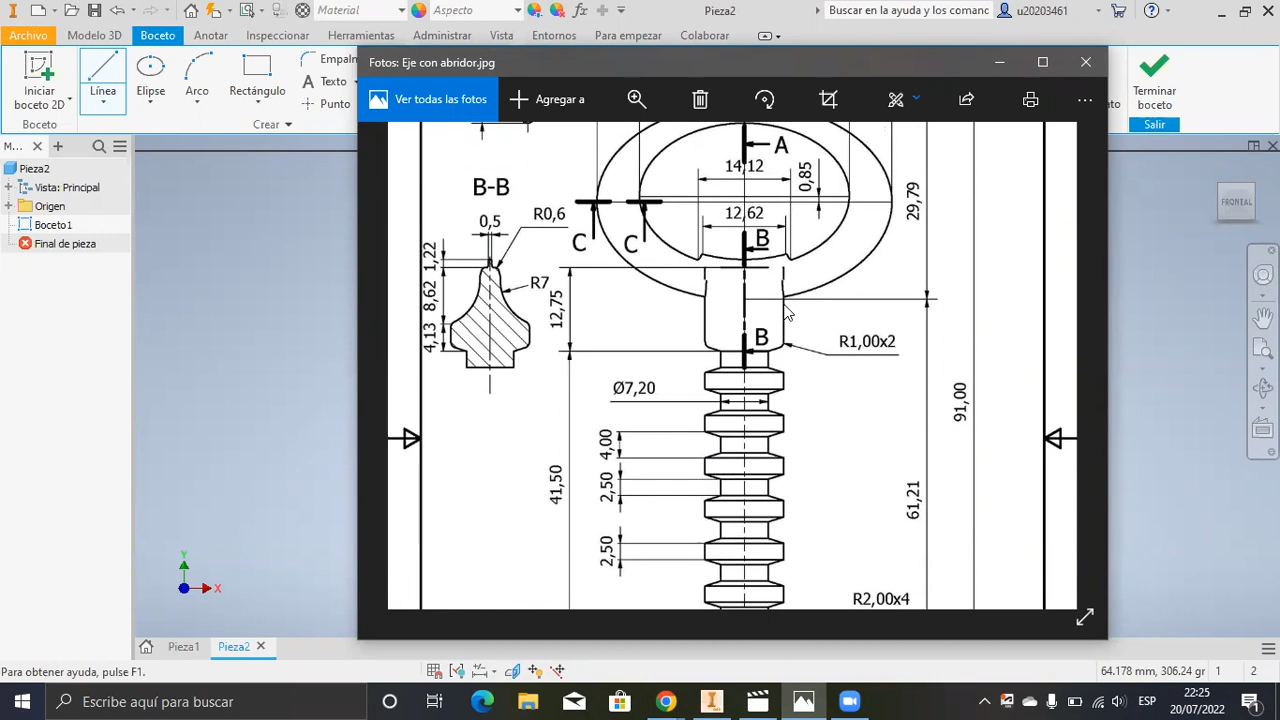 Material
Aspecto
Pieza2
Buscar en la ayuda y los comanc
u20203461
Archivo
Modelo 3D
Boceto
Anotar
Inspeccionar
Herramientas
Administrar
Vista
Entornos
Para empezar
Colaborar
Iniciar
boceto 2D
Línea
Elipse
Arco
Rectángulo
Empaln
Texto
Punto
Terminar
boceto
Boceto
Crear
Salir
Fotos: Eje con abridor.jpg
Ver todas las fotos
Agregar a
M...
Pieza2
Vista: Principal
Origen
Boceto1
Final de pieza
FRONTAL
A
14,12
0,85
B-B
0,5
R0,6
C
C
12,62
B
29,79
1,22
8,62
4,13
R7
12,75
B
R1,00x2
Ø7,20
91,00
4,00
41,50
2,50
61,21
2,50
R2,00x4
Y
X
Pieza1
Pieza2
Para obtener ayuda, pulse F1.
64.178 mm, 306.24 gr
1
2
Escribe aquí para buscar
ESP
22:25
20/07/2022
1